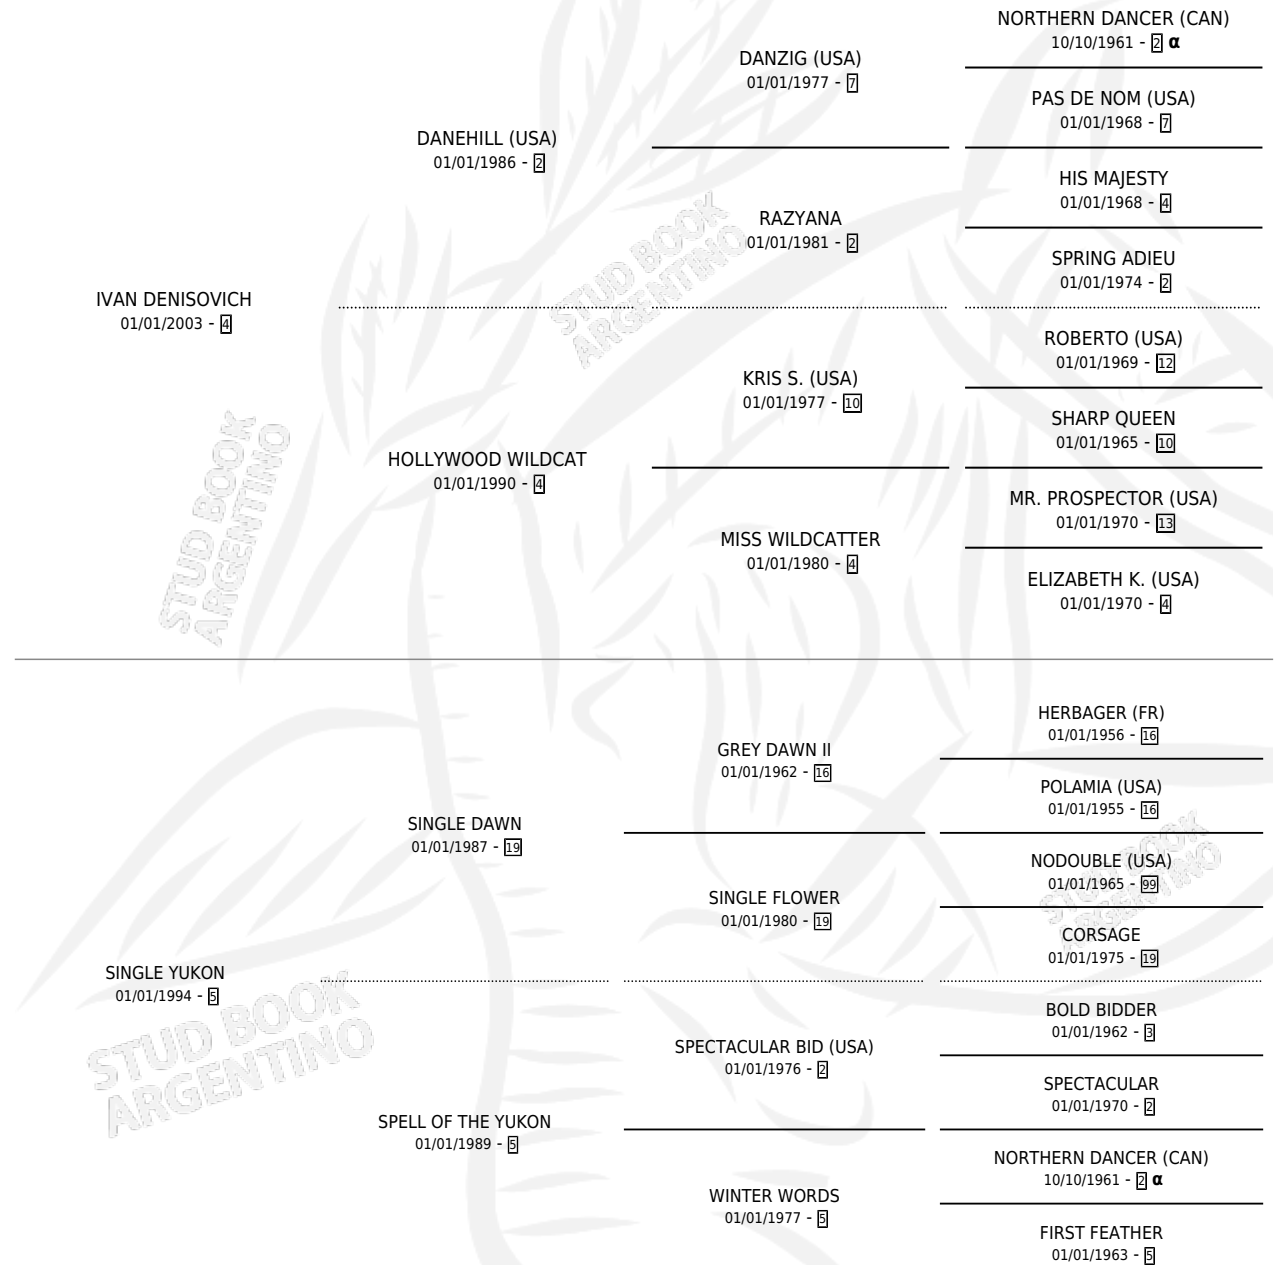 NORTHERN DANCER (CAN)
10/10/1961 - 2 α
DANZIG (USA)
01/01/1977 - 7
PAS DE NOM (USA)
01/01/1968 - 7
DANEHILL (USA)
01/01/1986 - 2
HIS MAJESTY
01/01/1968 - 4
RAZYANA
01/01/1981 - 2
SPRING ADIEU
01/01/1974 - 2
STUD BOOK
ARGENTINO
IVAN DENISOVICH
01/01/2003 - 4
ROBERTO (USA)
01/01/1969 - 12
KRIS S. (USA)
01/01/1977 - 10
SHARP QUEEN
01/01/1965 - 10
HOLLYWOOD WILDCAT
01/01/1990 - 4
MR. PROSPECTOR (USA)
01/01/1970 - 13
MISS WILDCATTER
01/01/1980 - 4
ELIZABETH K. (USA)
01/01/1970 - 4
STUD BOOK
ARGENTINO
HERBAGER (FR)
01/01/1956 - 16
GREY DAWN II
01/01/1962 - 16
POLAMIA (USA)
01/01/1955 - 16
SINGLE DAWN
01/01/1987 - 19
NODOUBLE (USA)
01/01/1965 - 99
SINGLE FLOWER
01/01/1980 - 19
CORSAGE
01/01/1975 - 19
STUD BOOK
ARGENTINO
SINGLE YUKON
01/01/1994 - 5
BOLD BIDDER
01/01/1962 - 3
SPECTACULAR BID (USA)
01/01/1976 - 2
SPECTACULAR
01/01/1970 - 2
STUD BOOK
ARGENTINO
SPELL OF THE YUKON
01/01/1989 - 5
NORTHERN DANCER (CAN)
10/10/1961 - 2 α
WINTER WORDS
01/01/1977 - 5
FIRST FEATHER
01/01/1963 - 5